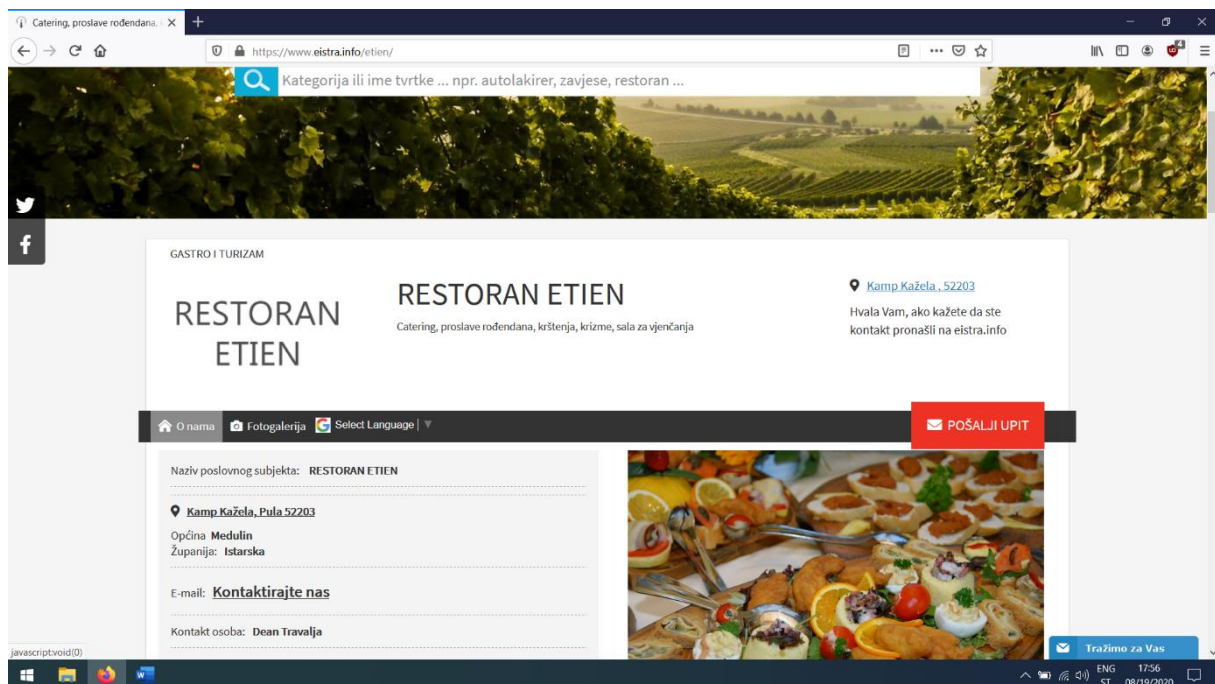 Catering, proslave rođendana,
https://www.eistra.info/etien/
Kategorija ili ime tvrtke ... npr. autolakirer, zavjese, restoran ...
GASTRO I TURIZAM
RESTORAN
ETIEN
RESTORAN ETIEN
Catering, proslave rođendana, krštenja, krizme, sala za vjenčanja
Kamp Kažela , 52203
Hvala Vam, ako kažete da ste
kontakt pronašli na eistra.info
O nama Fotogalerija Select Language
POŠALJI UPIT
Naziv poslovnog subjekta: RESTORAN ETIEN
Kamp Kažela, Pula 52203
Općina Medulin
Županija: Istarska
E-mail: Kontaktirajte nas
Kontakt osoba: Dean Travalja
Tražimo za Vas
javascript:void(0)
ENG 17:56
ST 08/19/2020